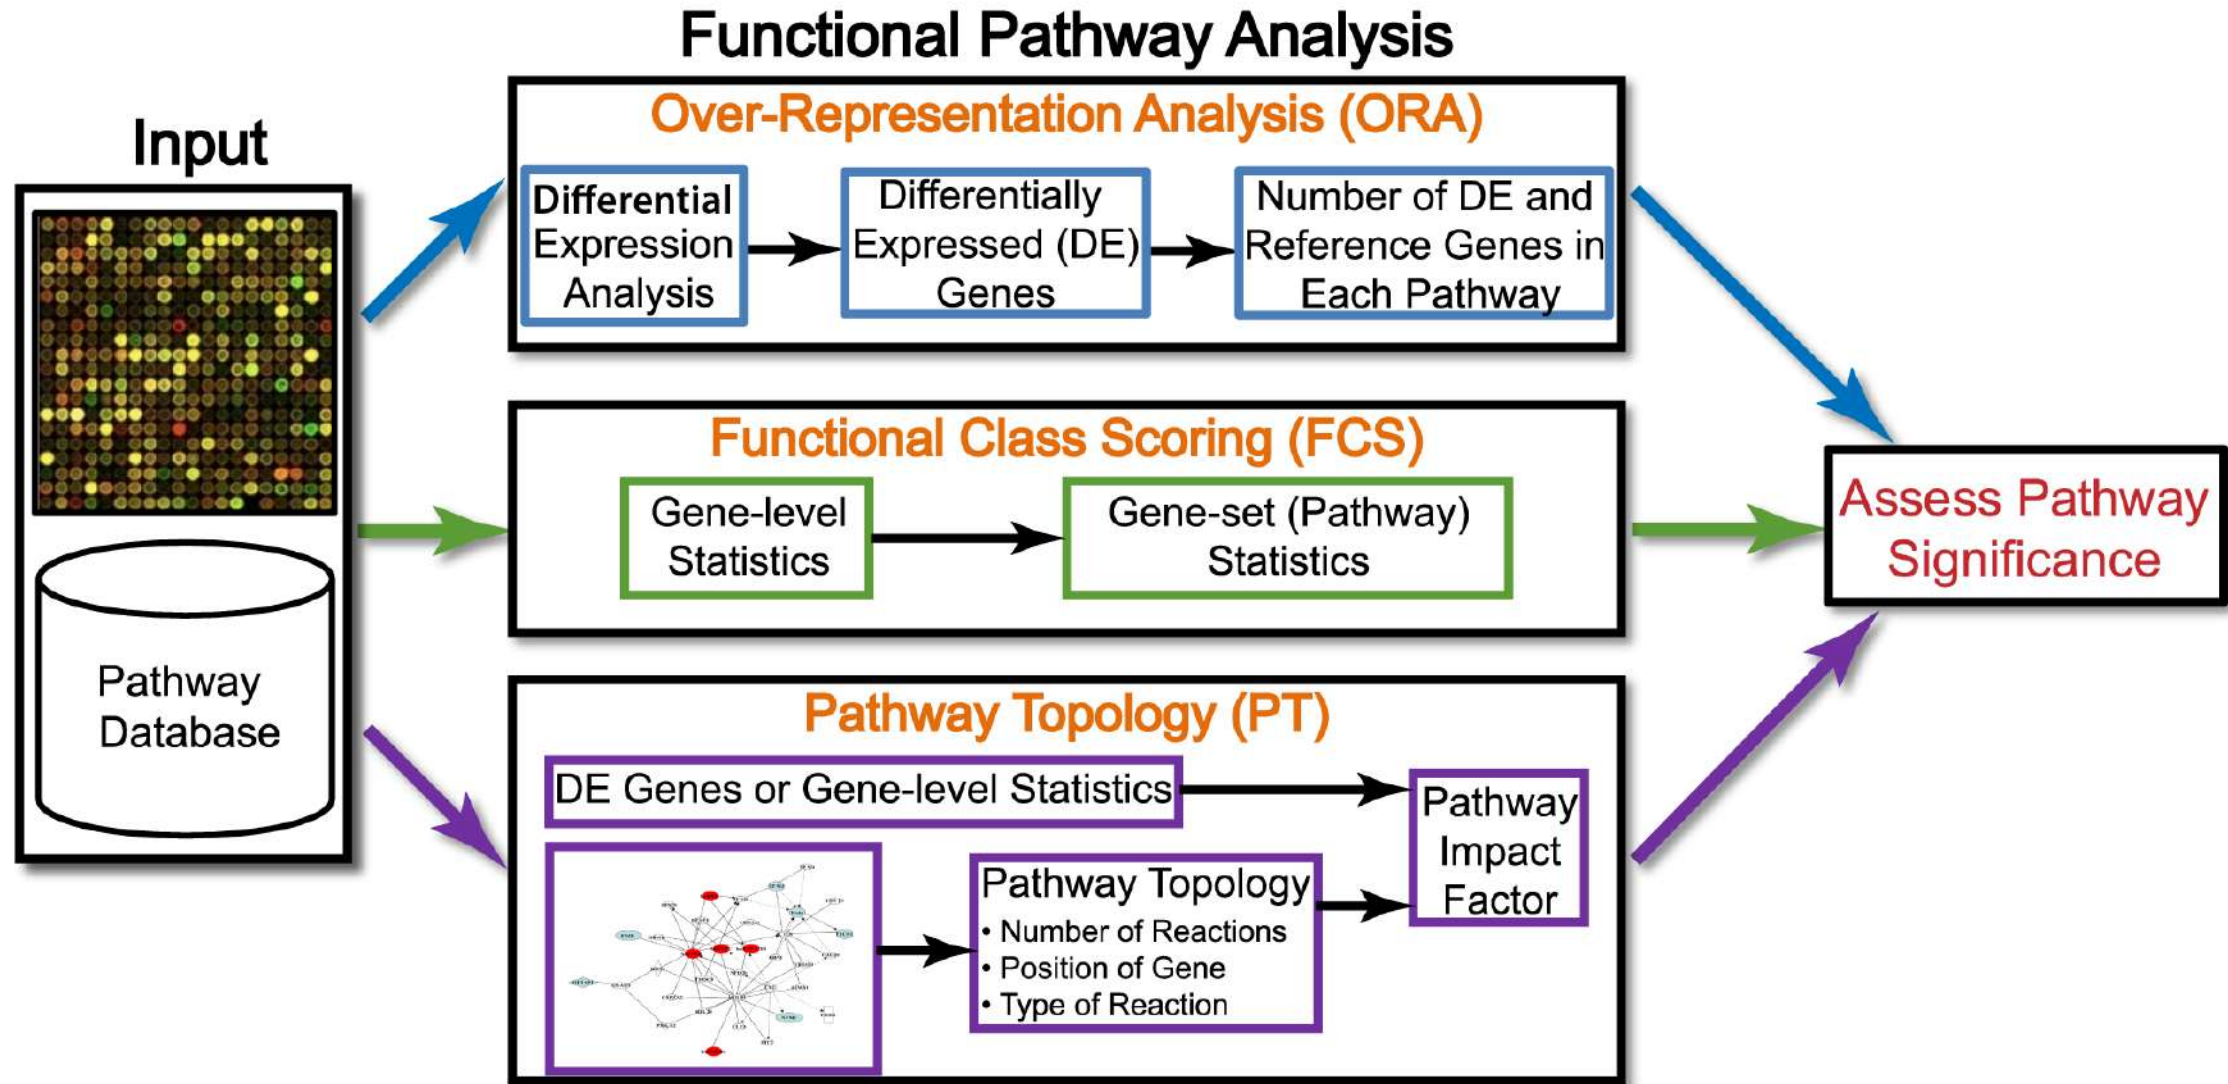 Functional Pathway Analysis
Input
Pathway
Database
Over-Representation Analysis (ORA)
Differential
Expression
Analysis
Differentially
Expressed (DE)
Genes
Number of DE and
Reference Genes in
Each Pathway
Functional Class Scoring (FCS)
Gene-level
Statistics
Gene-set (Pathway)
Statistics
Pathway Topology (PT)
DE Genes or Gene-level Statistics
Pathway Topology
• Number of Reactions
• Position of Gene
• Type of Reaction
Pathway
Impact
Factor
Assess Pathway
Significance